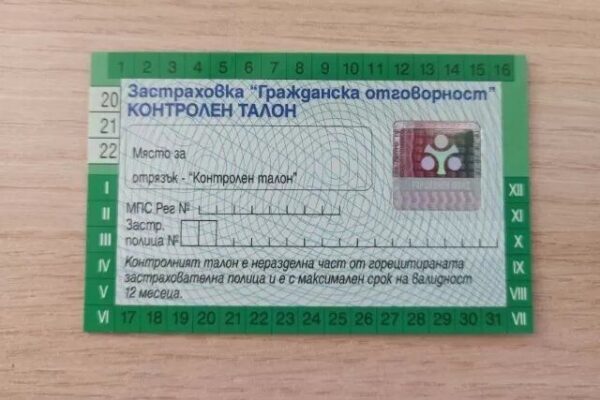 1 2 3 4 5 6 7 8 9 10 11 12 13 14 15 16
Застраховка "Гражданска отговорност"
КОНТРОЛЕН ТАЛОН
20
21
22
Място за
отрязък - "Контролен талон"
I
II
III
IV
V
VI
МПС Рег №
Застр.
полица №
Контролният талон е неразделна част от горецитираната
застрахователна полица и е с максимален срок на валидност
12 месеца.
XII
XI
X
IX
VIII
VII
17 18 19 20 21 22 23 24 25 26 27 28 29 30 31